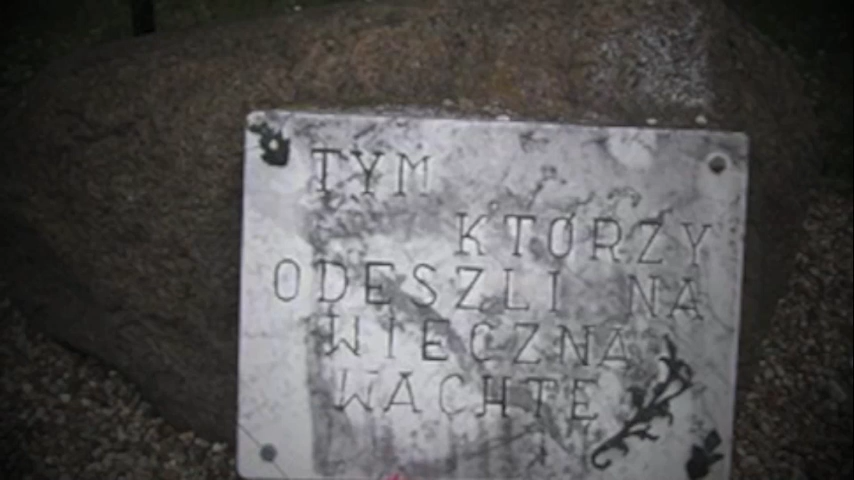 TYM
KTÓRZY
ODESZLI NA
WIECZNĄ
WACHTĘ